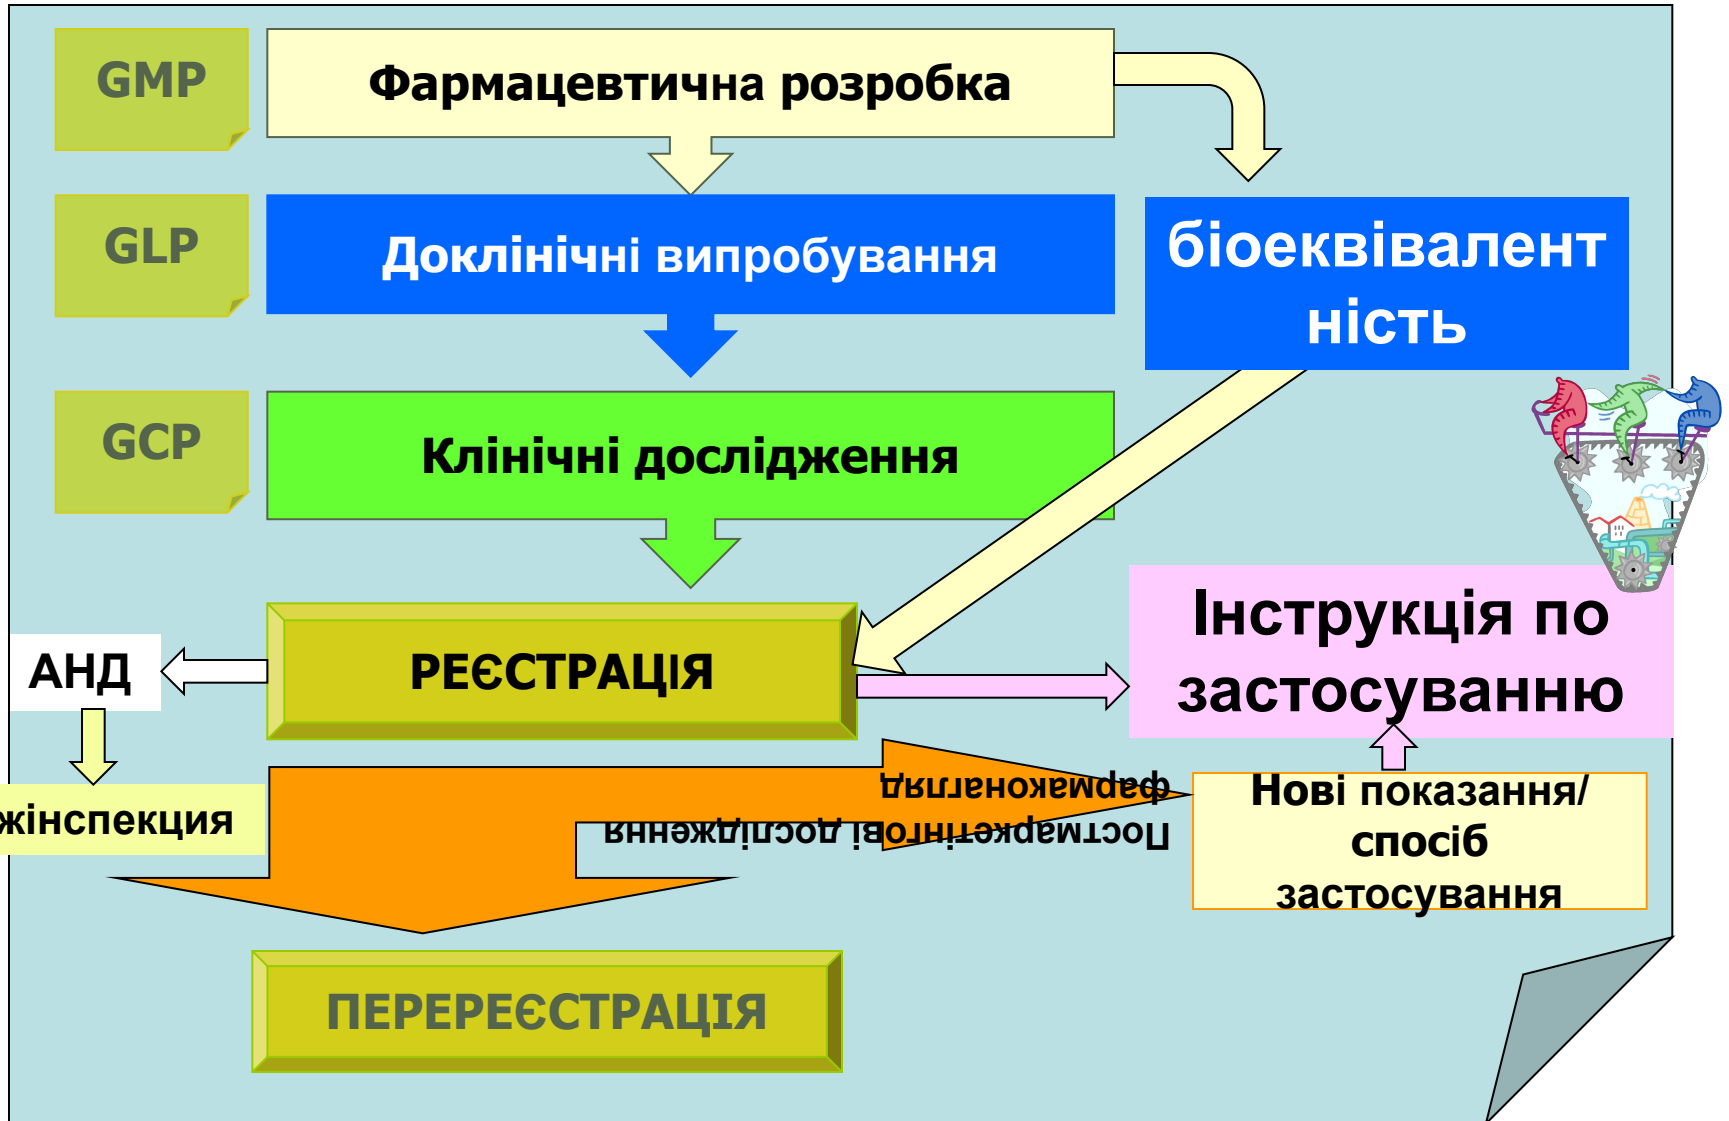 GMP
Фармацевтична розробка
GLP
Доклінічні випробування
біоеквівалент
ність
GCP
Клінічні дослідження
Інструкція по
застосуванню
АНД
РЕЄСТРАЦІЯ
жінспекция
фармаконагляд
Постмаркетінгові дослідження
Нові показання/
спосіб
застосування
ПЕРЕРЕЄСТРАЦІЯ